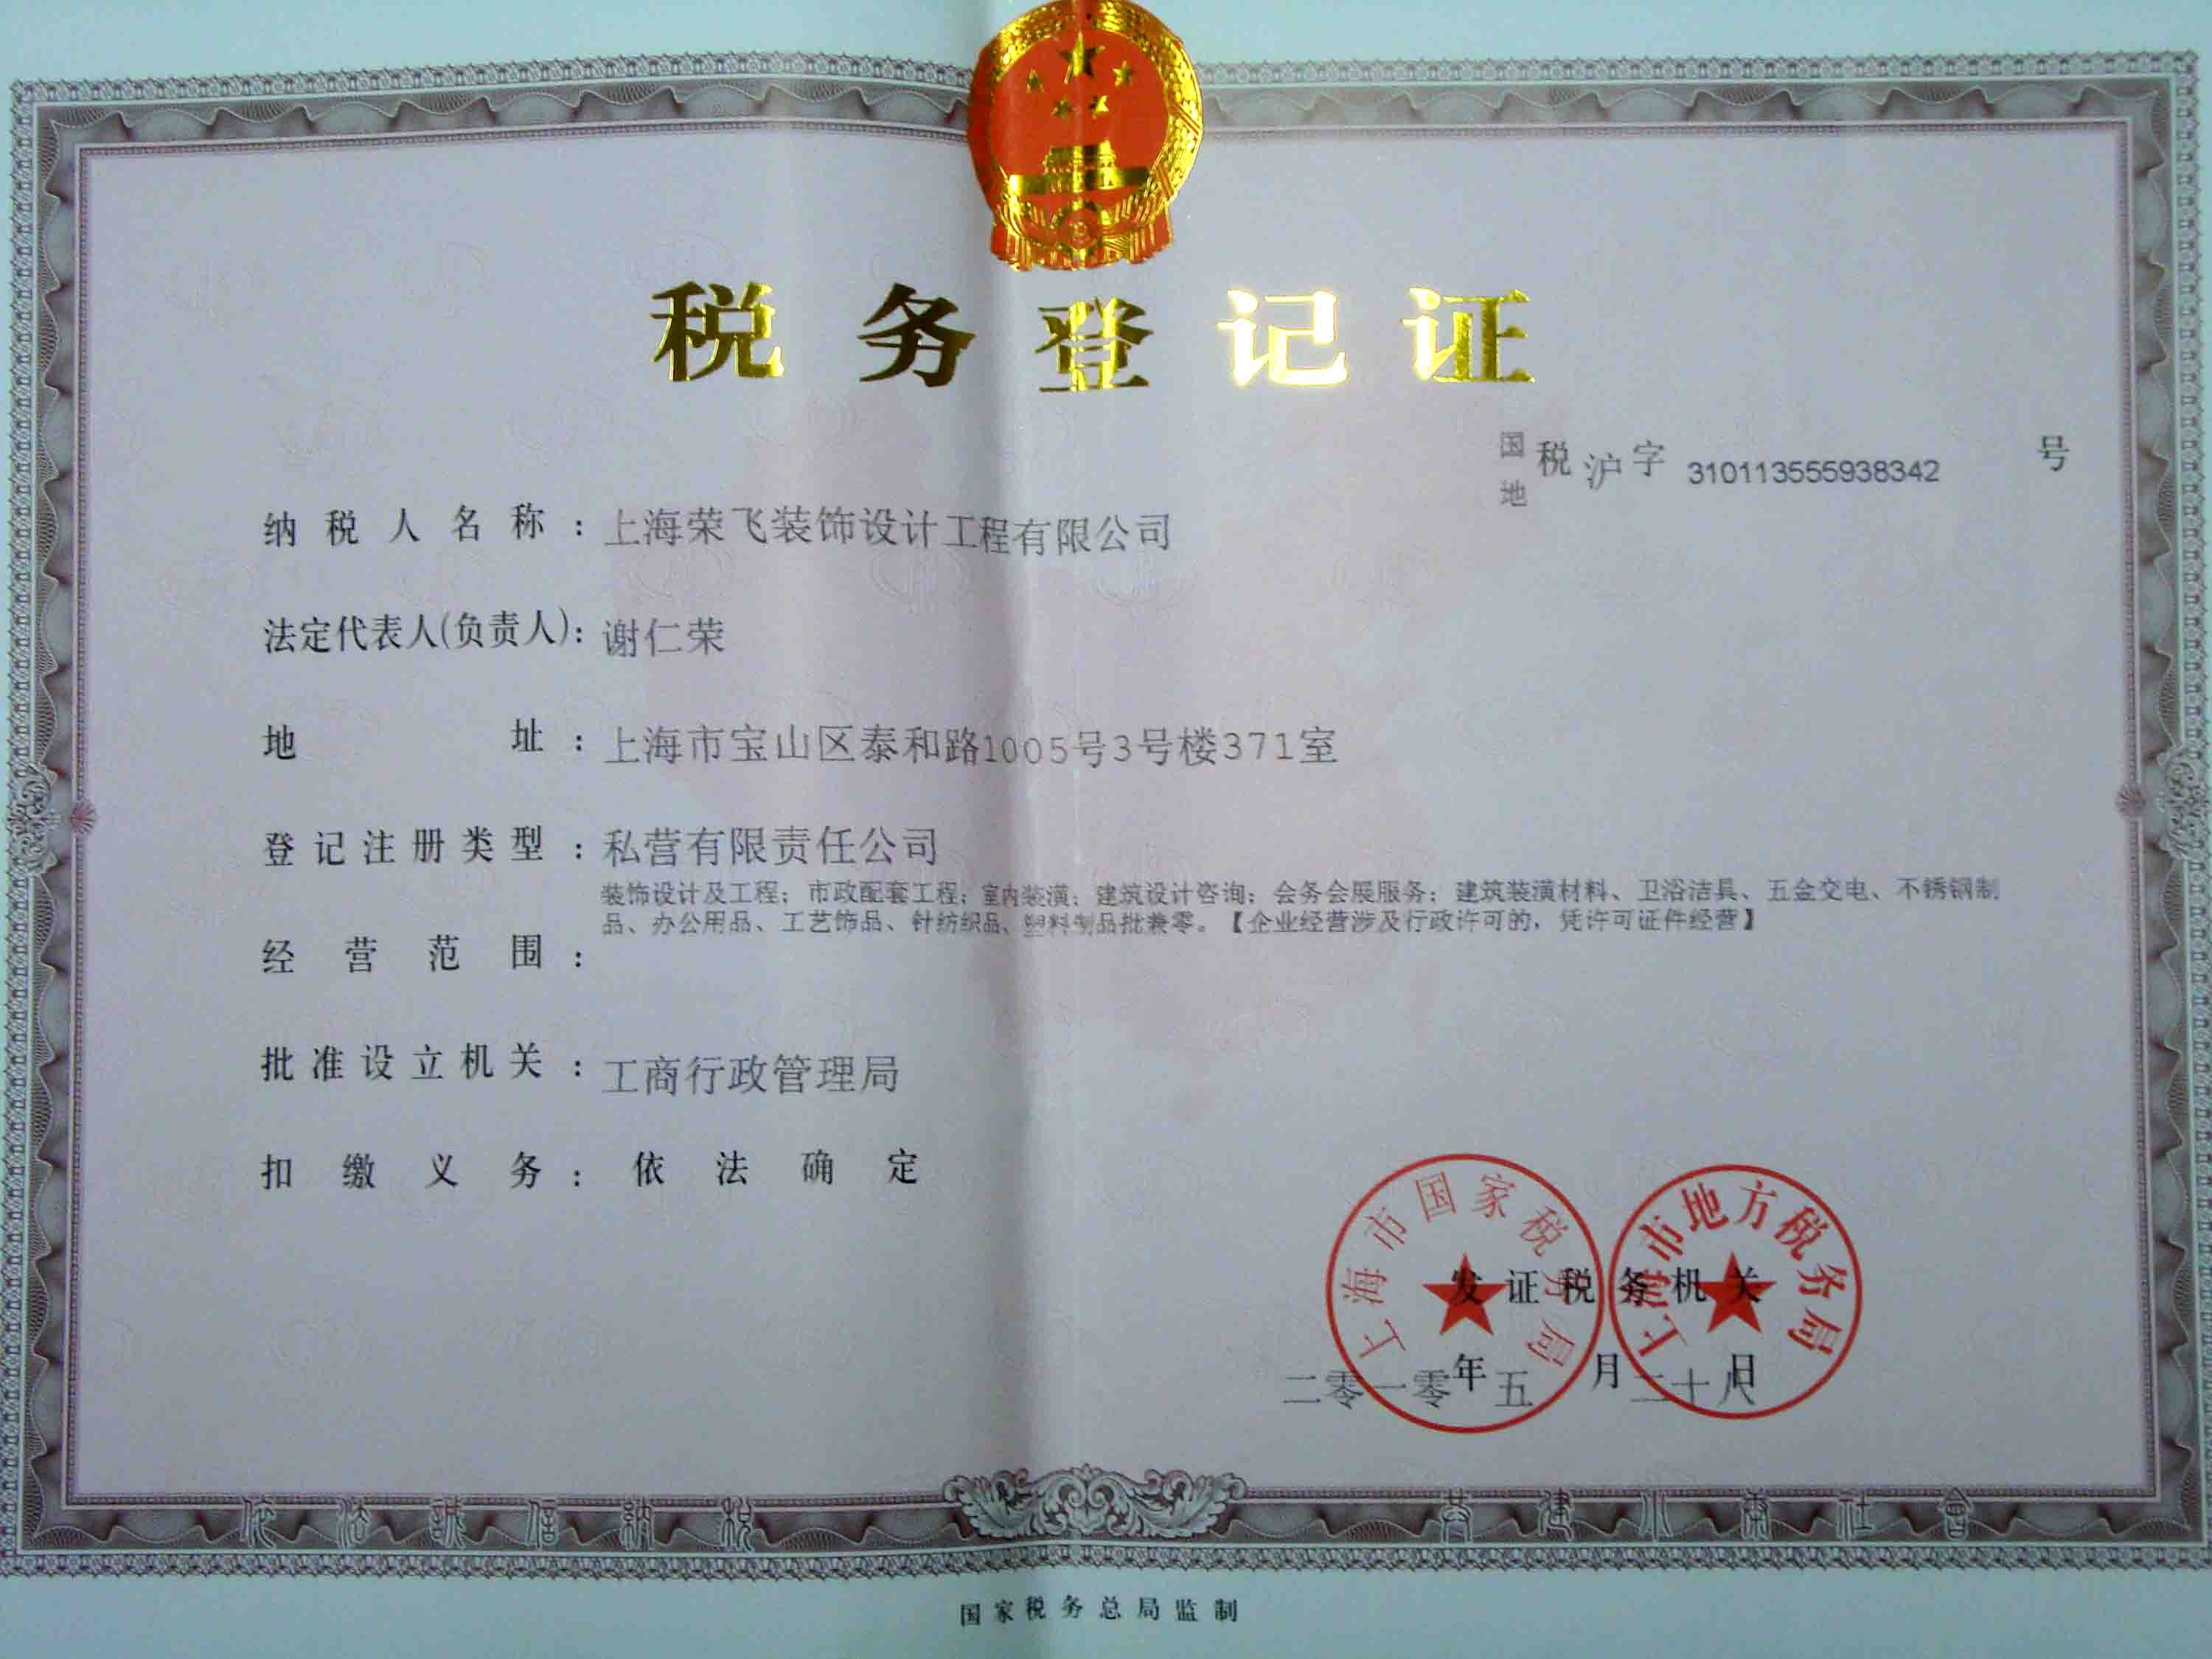 税务登记证
国地税沪字 310113555938342 号
纳税人名称：上海荣飞装饰设计工程有限公司
法定代表人(负责人)：谢仁荣
地址：上海市宝山区泰和路1005号3号楼371室
登记注册类型：私营有限责任公司
经营范围：装饰设计及工程；市政配套工程；室内装潢；建筑设计咨询；会务会展服务；建筑装潢材料、卫浴洁具、五金交电、不锈钢制
品、办公用品、工艺饰品、针纺织品、塑料制品批兼零。【企业经营涉及行政许可的，凭许可证件经营】
批准设立机关：工商行政管理局
扣缴义务：依法确定
上海市国家税务局
上海市地方税务局
发证税务机关
二零一零年五月二十八日
依法誠信納税
共建小康社會
国家税务总局监制